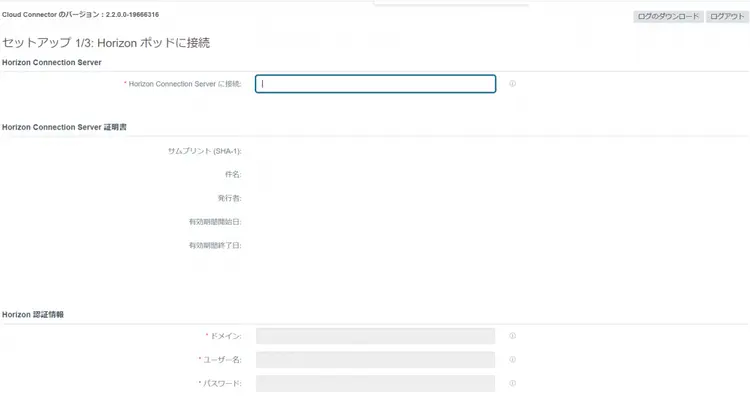 Cloud Connector のバージョン : 2.2.0.0-19666316
ログのダウンロード ログアウト
セットアップ 1/3: Horizon ポッドに接続
Horizon Connection Server
* Horizon Connection Server に接続:
Horizon Connection Server 証明書
サムプリント (SHA-1):
件名:
発行者:
有効期間開始日:
有効期間終了日:
Horizon 認証情報
* ドメイン:
* ユーザー名:
* パスワード: